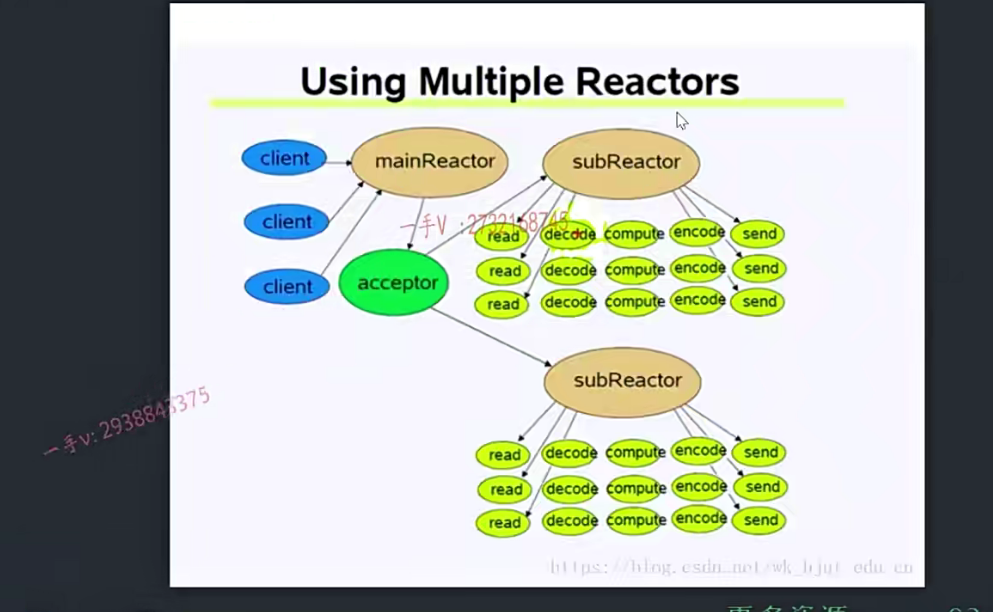 Using Multiple Reactors
client
mainReactor
subReactor
client
一手V :2732168745
read decode compute encode send
client
acceptor
read decode compute encode send
read decode compute encode send
subReactor
一手v: 2938843375
read decode compute encode send
read decode compute encode send
read decode compute encode send
https://blog.csdn.net/wk_bjut_edu_cn